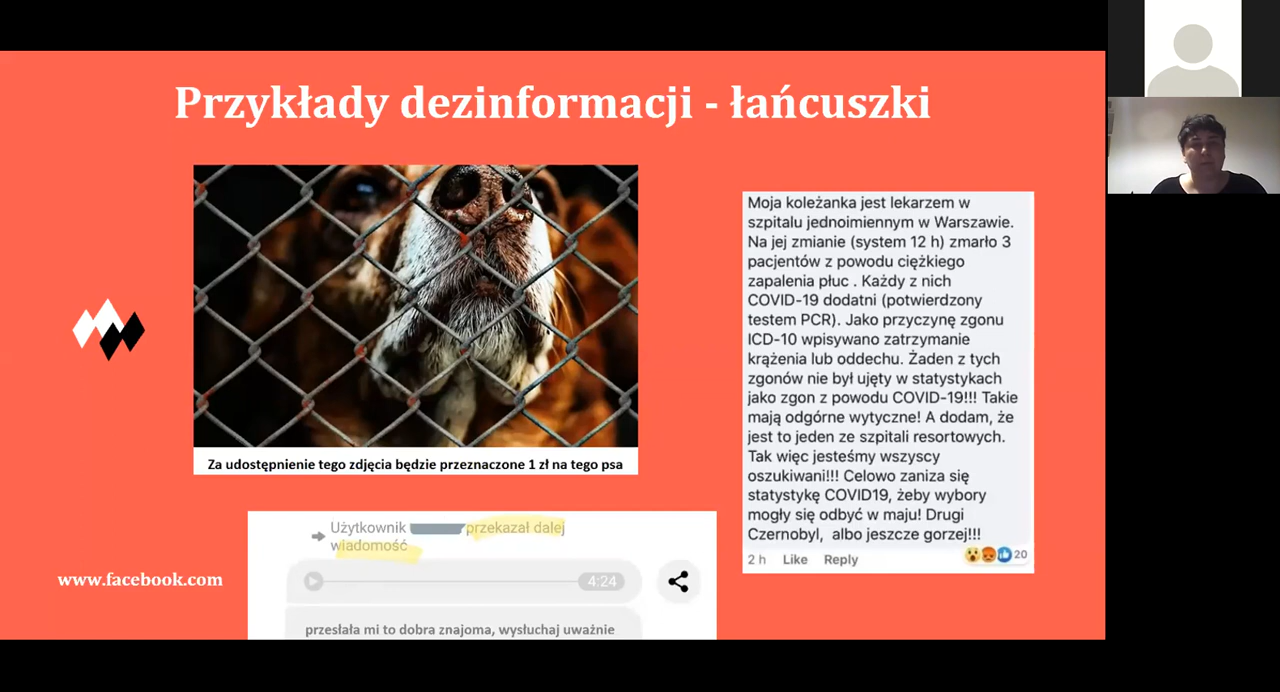 Przykłady dezinformacji - łańcuszki
Za udostępnienie tego zdjęcia będzie przeznaczone 1 zł na tego psa
Użytkownik przekazał dalej
wiadomość
4:24
przesłała mi to dobra znajoma, wysłuchaj uważnie
www.facebook.com
Moja koleżanka jest lekarzem w
szpitalu jednoimiennym w Warszawie.
Na jej zmianie (system 12 h) zmarło 3
pacjentów z powodu ciężkiego
zapalenia płuc . Każdy z nich
COVID-19 dodatni (potwierdzony
testem PCR). Jako przyczynę zgonu
ICD-10 wpisywano zatrzymanie
krążenia lub oddechu. Żaden z tych
zgonów nie był ujęty w statystykach
jako zgon z powodu COVID-19!!! Takie
mają odgórne wytyczne! A dodam, że
jest to jeden ze szpitali resortowych.
Tak więc jesteśmy wszyscy
oszukiwani!!! Celowo zaniza się
statystykę COVID19, żeby wybory
mogły się odbyć w maju! Drugi
Czernobyl, albo jeszcze gorzej!!!
2 h Like Reply 20